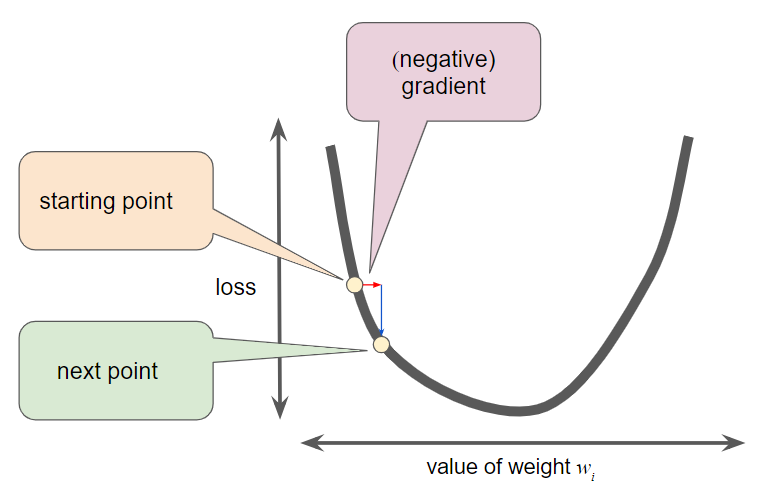 (negative)
gradient
starting point
loss
next point
value of weight wᵢ